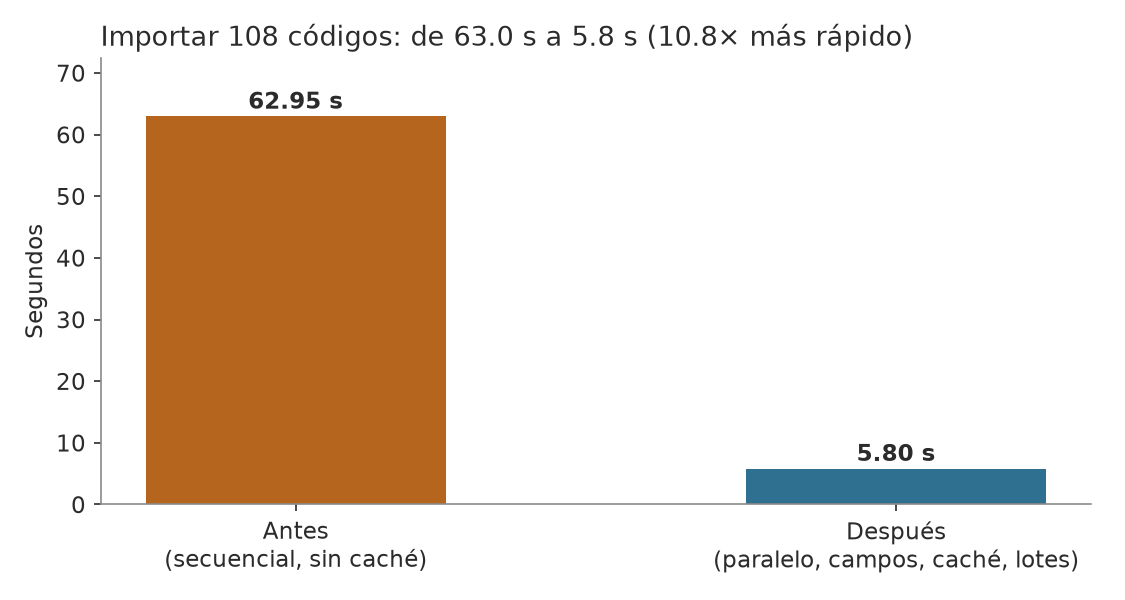 Importar 108 códigos: de 63.0 s a 5.8 s (10.8× más rápido)
70
60
50
40
30
20
10
0
Segundos
62.95 s
5.80 s
Antes
(secuencial, sin caché)
Después
(paralelo, campos, caché, lotes)